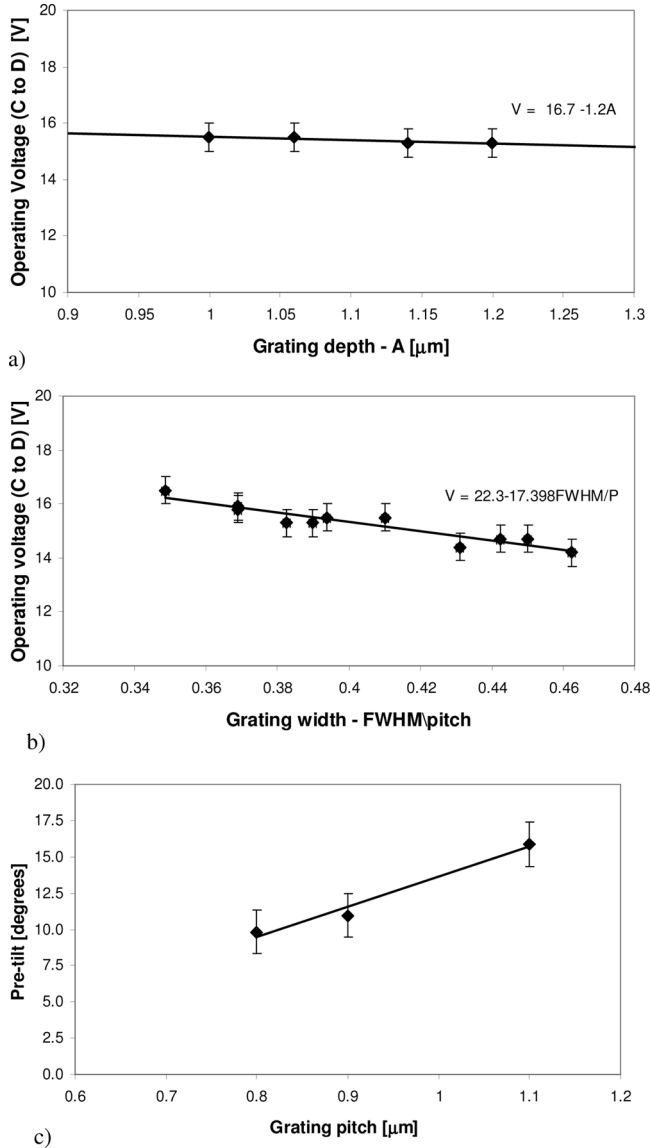 Operating Voltage (C to D) [V]
20
18
16
14
12
10
V = 16.7 -1.2A
0.9 0.95 1 1.05 1.1 1.15 1.2 1.25 1.3
Grating depth - A [μm]
a)
Operating voltage (C to D) [V]
20
18
16
14
12
10
V = 22.3-17.398FWHM/P
0.32 0.34 0.36 0.38 0.4 0.42 0.44 0.46 0.48
Grating width - FWHM\pitch
b)
Pre-tilt [degrees]
20.0
17.5
15.0
12.5
10.0
7.5
5.0
2.5
0.0
0.6 0.7 0.8 0.9 1 1.1 1.2
Grating pitch [μm]
c)